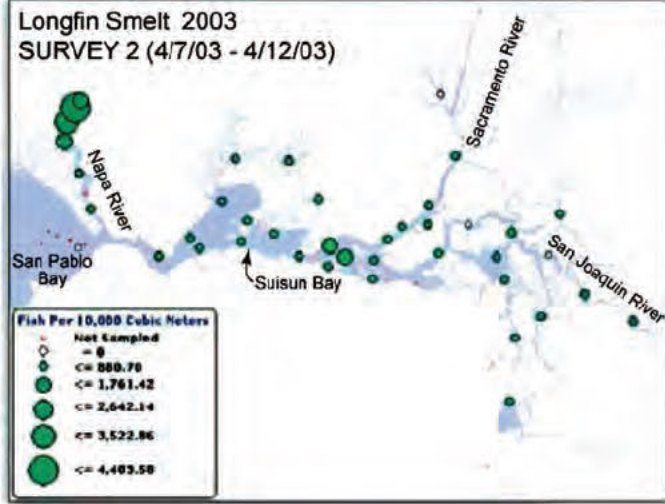 Longfin Smelt 2003
SURVEY 2 (4/7/03 - 4/12/03)
Sacramento River
Napa River
San Pablo
Bay
Suisun Bay
San Joaquin River
Fish Per 10,000 Cubic Meters
Not Sampled
= 0
<= 880.70
<= 1,761.42
<= 2,642.14
<= 3,522.86
<= 4,403.58